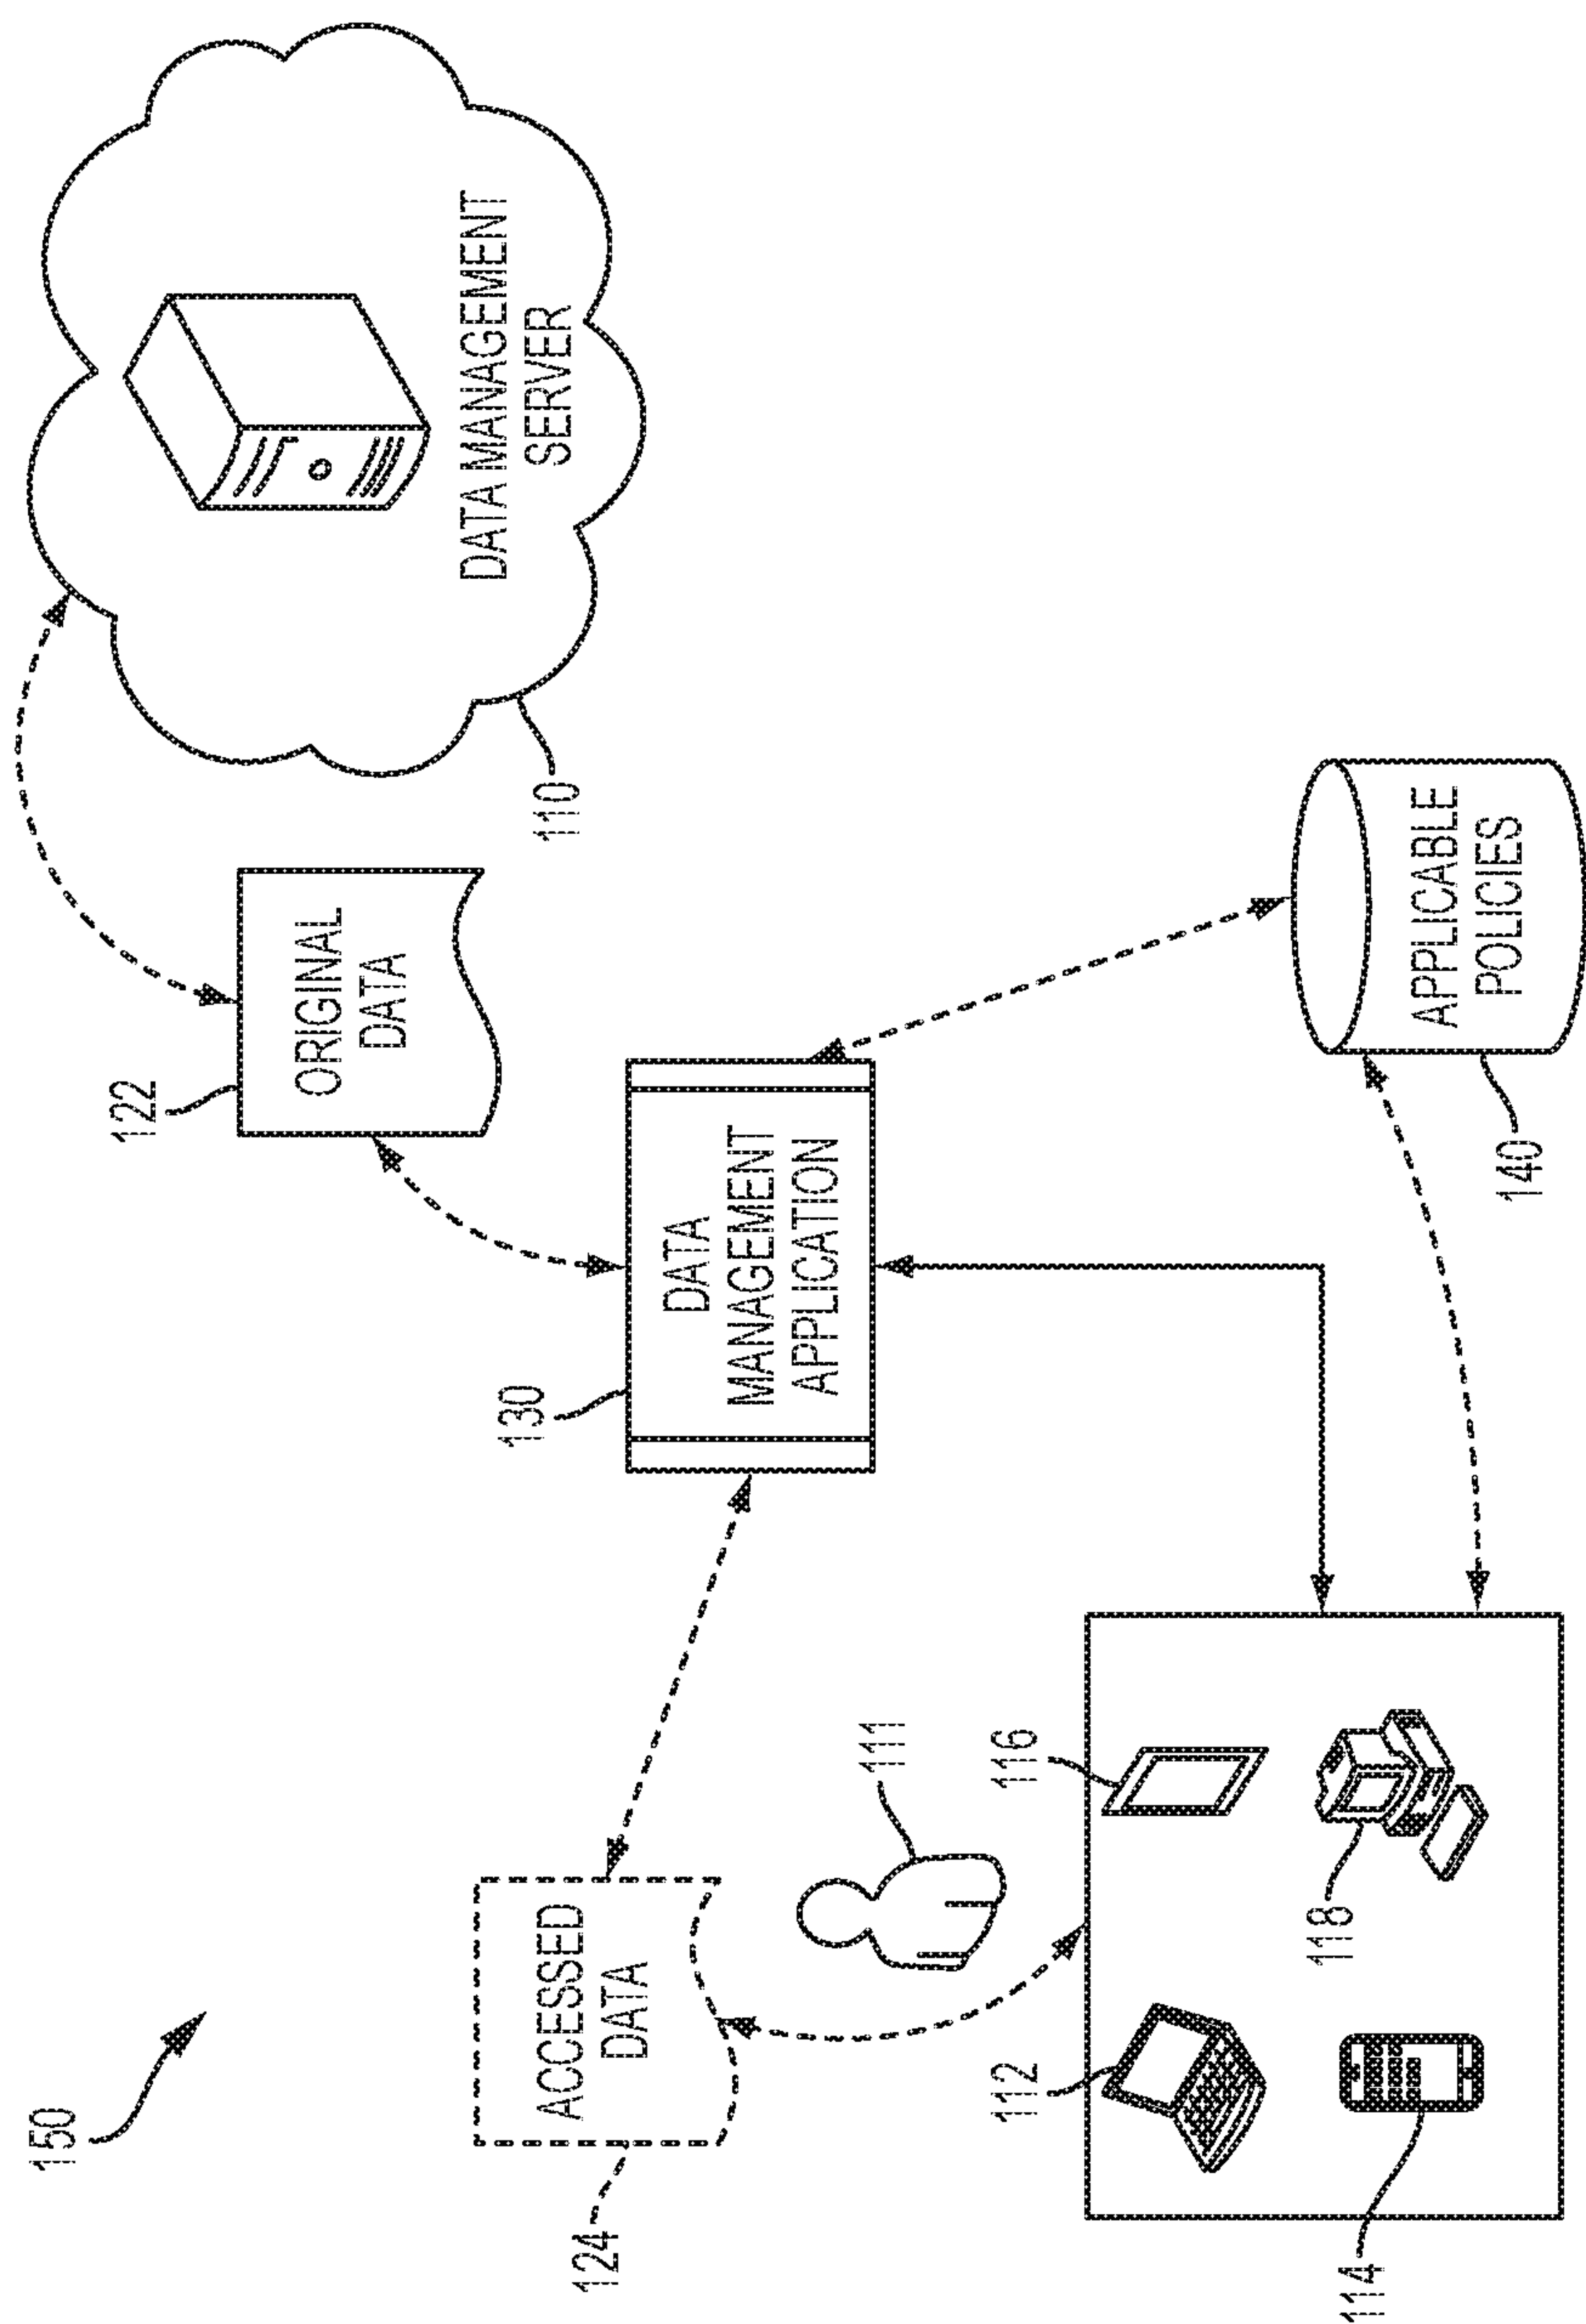 150
124
ACCESSED
DATA
130
DATA
MANAGEMENT
APPLICATION
122
ORIGINAL
DATA
DATA MANAGEMENT
SERVER
110
111
112
116
114
118
140
APPLICABLE
POLICIES